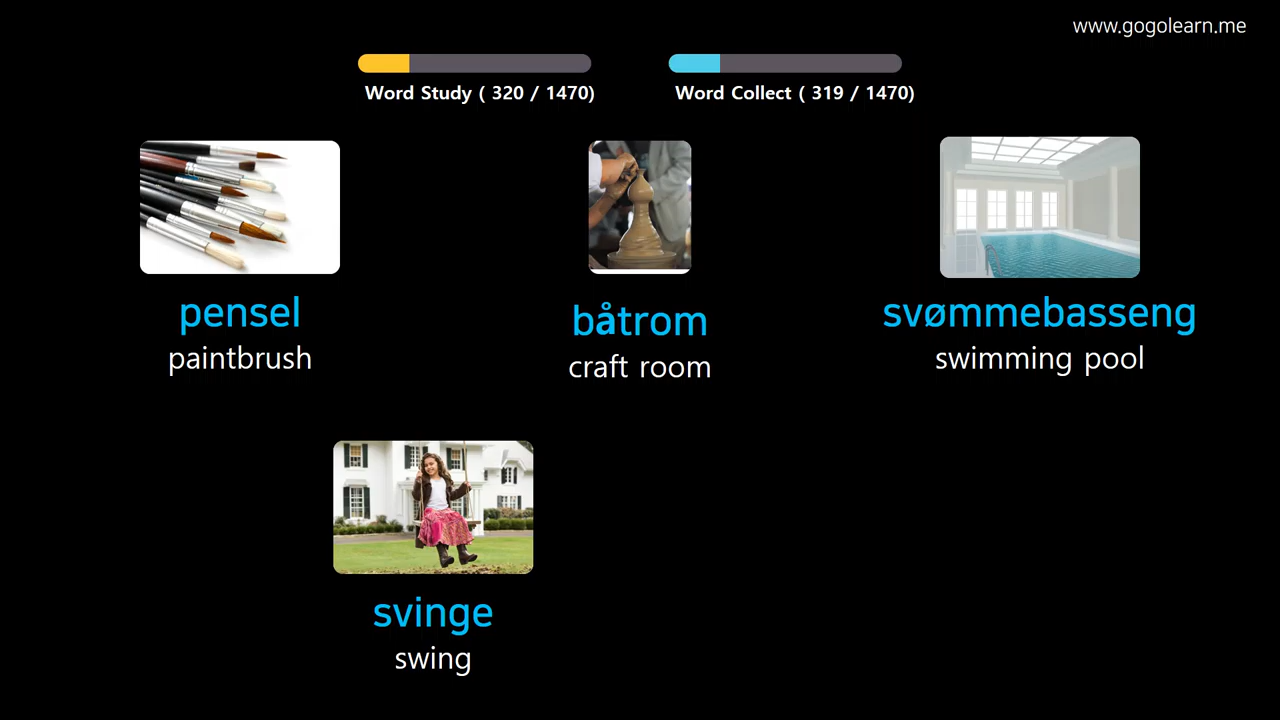 www.gogolearn.me
Word Study ( 320 / 1470)
Word Collect ( 319 / 1470)
pensel
paintbrush
båtrom
craft room
svømmebasseng
swimming pool
svinge
swing